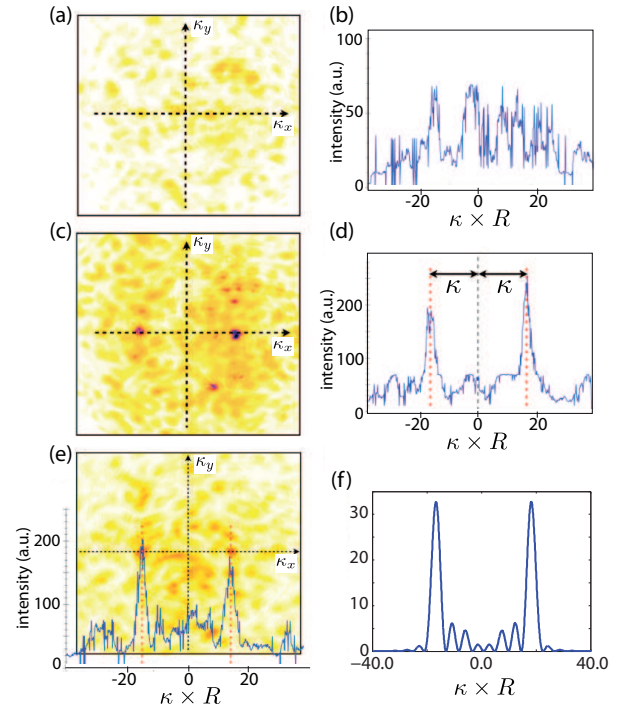 (a)
κy
κx
(b)
100
50
0
intensity (a.u.)
-20 0 20
κ × R
(c)
κy
κx
(d)
κ κ
200
100
0
intensity (a.u.)
-20 0 20
κ × R
(e)
κy
κx
200
100
0
intensity (a.u.)
-20 0 20
κ × R
(f)
30
20
10
5
0
−40.0 0.0 40.0
κ × R